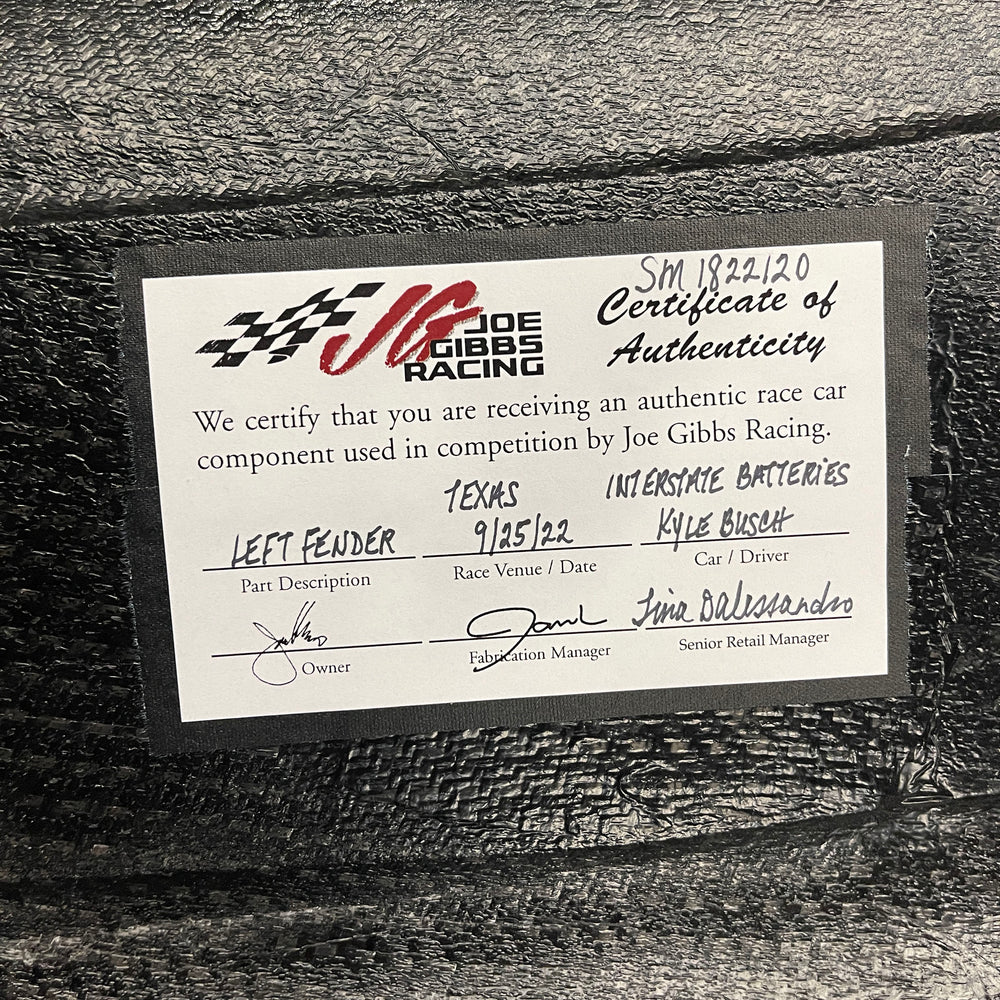 SM 1822120
JG JOE
GIBBS
RACING
Certificate of
Authenticity
We certify that you are receiving an authentic race car
component used in competition by Joe Gibbs Racing.
TEXAS INTERSTATE BATTERIES
LEFT FENDER 9/25/22 KYLE BUSCH
Part Description Race Venue / Date Car / Driver
Tina Dalessandro
Owner Fabrication Manager Senior Retail Manager